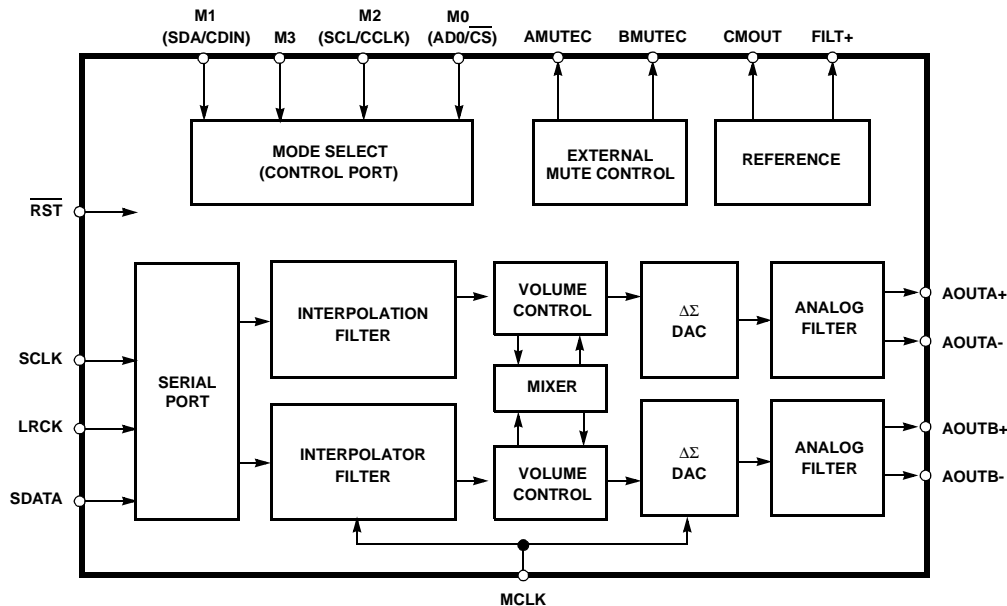 M1
(SDA/CDIN)
M3
M2
(SCL/CCLK)
M0
(AD0/CS)
AMUTEC
BMUTEC
CMOUT
FILT+
MODE SELECT
(CONTROL PORT)
EXTERNAL
MUTE CONTROL
REFERENCE
RST
SERIAL
PORT
INTERPOLATION
FILTER
VOLUME
CONTROL
ΔΣ
DAC
ANALOG
FILTER
AOUTA+
AOUTA-
SCLK
LRCK
SDATA
MIXER
INTERPOLATOR
FILTER
VOLUME
CONTROL
ΔΣ
DAC
ANALOG
FILTER
AOUTB+
AOUTB-
MCLK